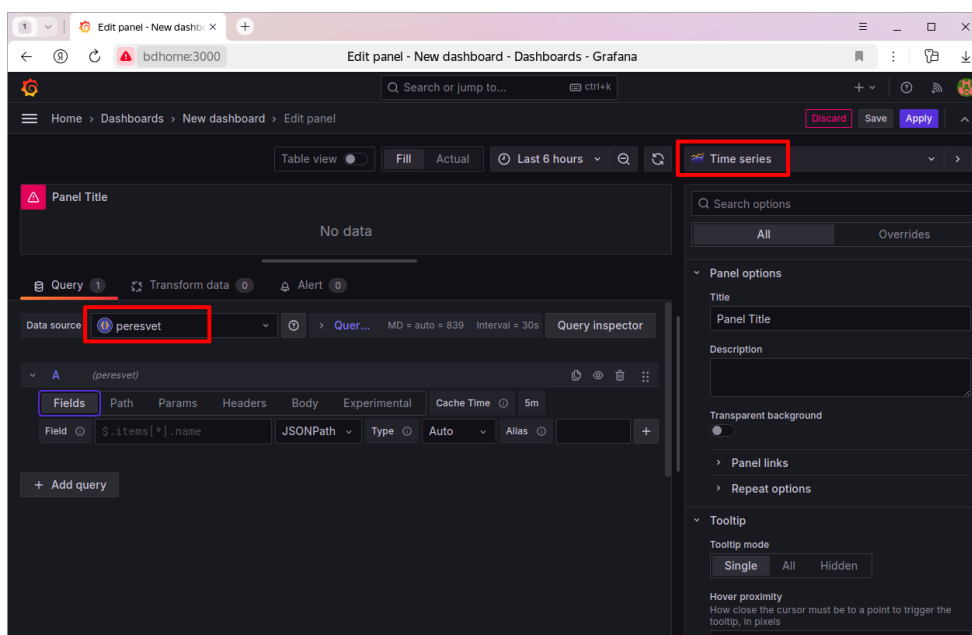 1
Edit panel - New dashbo
bdhome:3000
Edit panel - New dashboard - Dashboards - Grafana
Search or jump to...
ctrl+k
Home › Dashboards › New dashboard › Edit panel
Discard
Save
Apply
Table view
Fill
Actual
Last 6 hours
Time series
Panel Title
No data
Search options
All
Overrides
Query 1
Transform data 0
Alert 0
Panel options
Title
Panel Title
Data source
peresvet
Quer...
MD = auto = 839
Interval = 30s
Query inspector
Description
A
(peresvet)
Fields
Path
Params
Headers
Body
Experimental
Cache Time
5m
Field
$.items[*].name
JSONPath
Type
Auto
Alias
+
Transparent background
+ Add query
Panel links
Repeat options
Tooltip
Tooltip mode
Single
All
Hidden
Hover proximity
How close the cursor must be to a point to trigger the
tooltip, in pixels